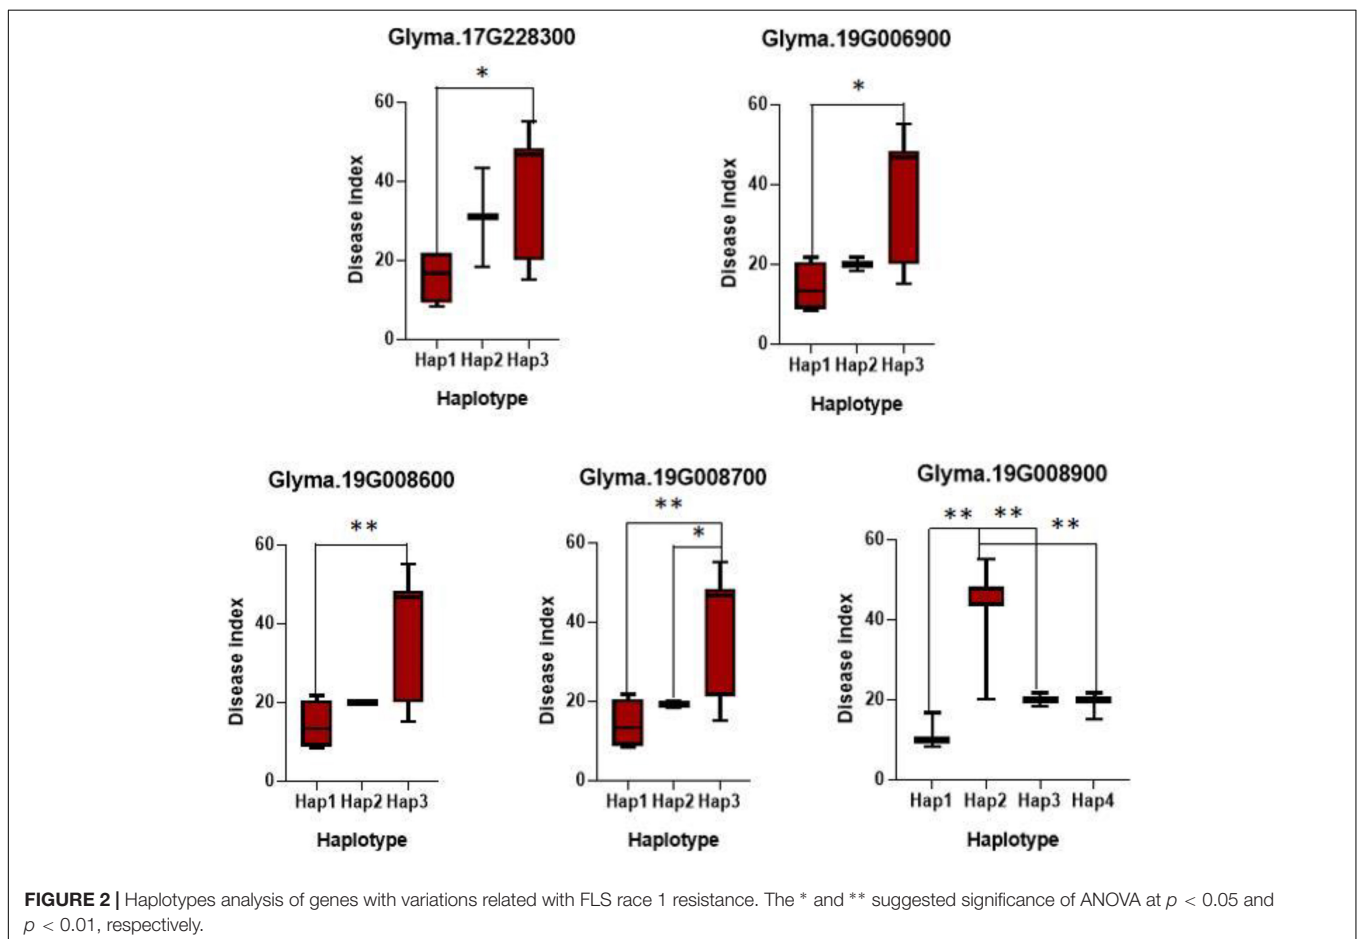 Glyma.17G228300
*
60
40
20
0
Disease index
Hap1 Hap2 Hap3
Haplotype
Glyma.19G006900
*
60
40
20
0
Disease index
Hap1 Hap2 Hap3
Haplotype
Glyma.19G008600
**
60
40
20
0
Disease index
Hap1 Hap2 Hap3
Haplotype
Glyma.19G008700
**
*
60
40
20
0
Disease index
Hap1 Hap2 Hap3
Haplotype
Glyma.19G008900
** ** **
60
40
20
0
Disease index
Hap1 Hap2 Hap3 Hap4
Haplotype
FIGURE 2 | Haplotypes analysis of genes with variations related with FLS race 1 resistance. The * and ** suggested significance of ANOVA at p < 0.05 and
p < 0.01, respectively.